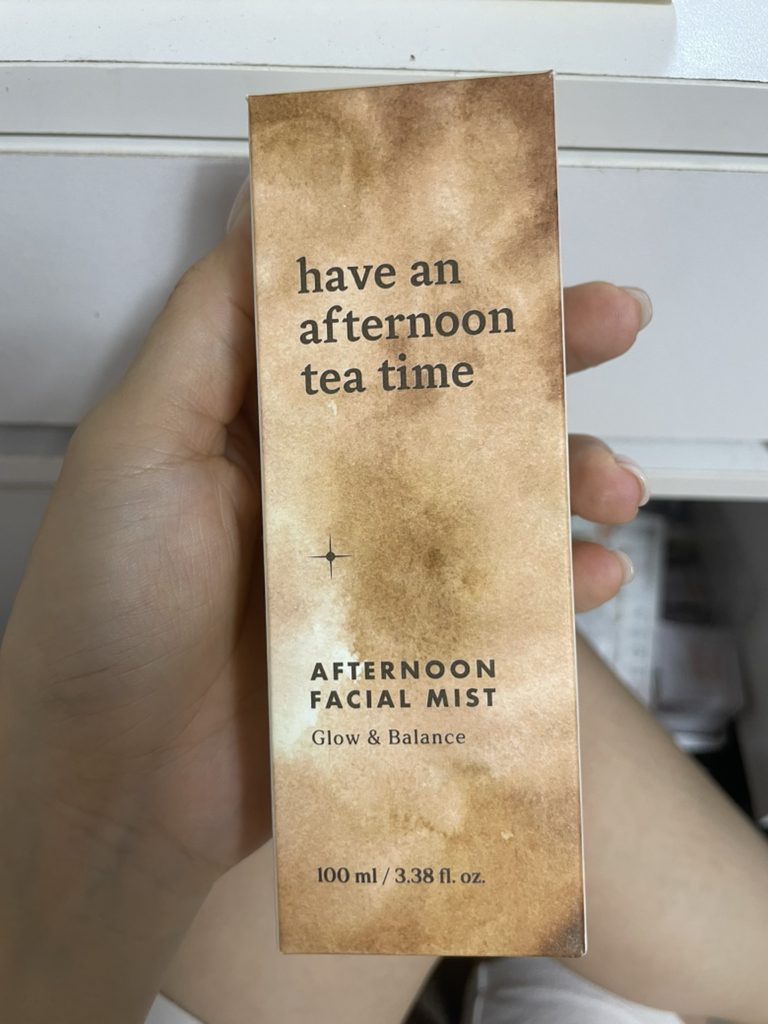 have an
afternoon
tea time
AFTERNOON
FACIAL MIST
Glow & Balance
100 ml / 3.38 fl. oz.